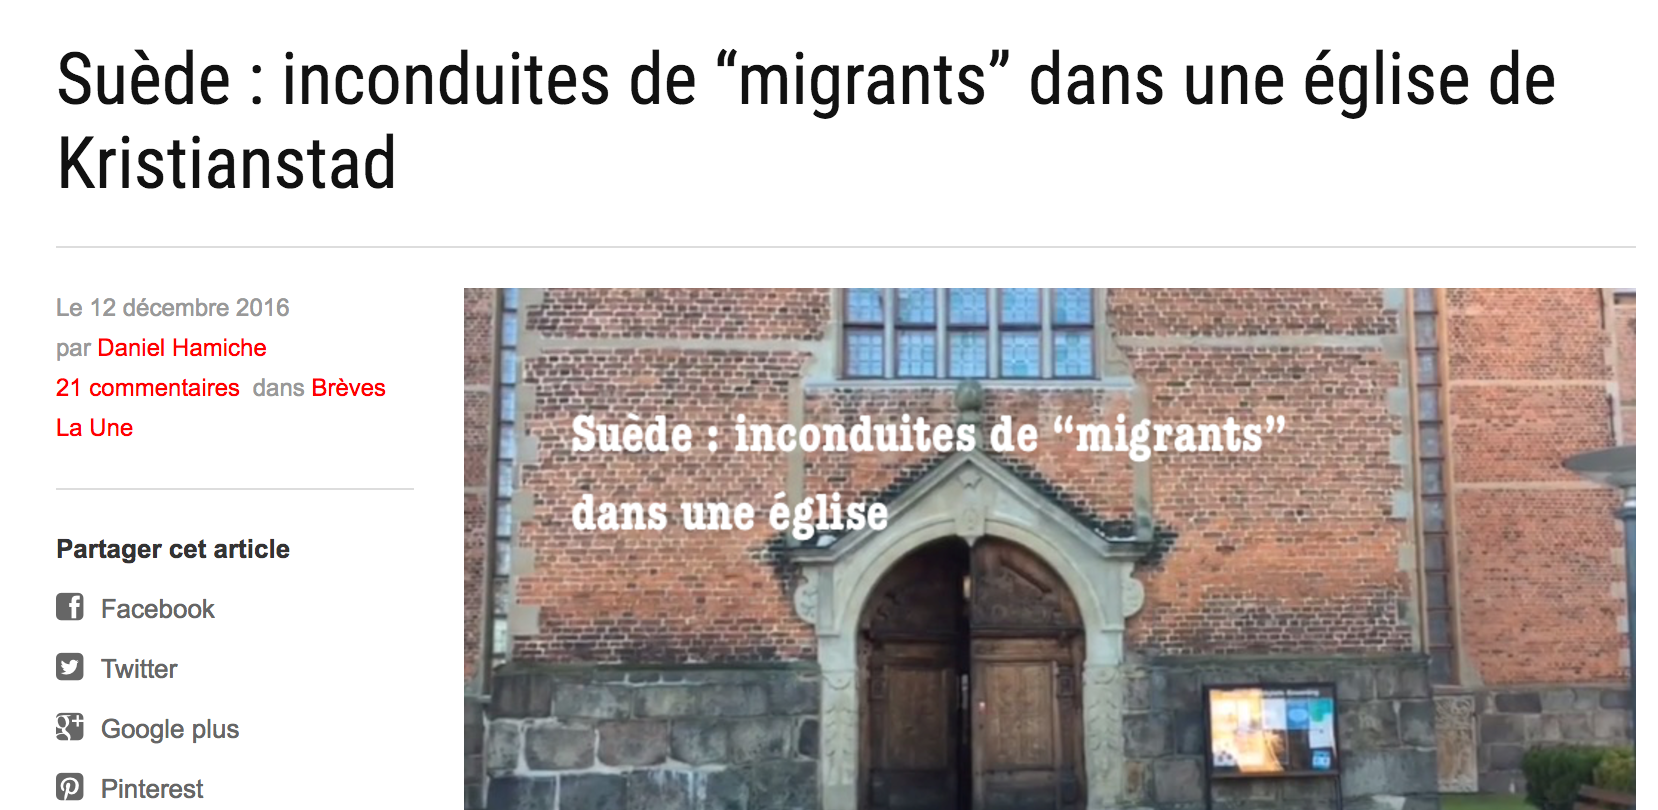 Suède : inconduites de “migrants” dans une église de
Kristianstad
Le 12 décembre 2016
par Daniel Hamiche
21 commentaires dans Brèves
La Une
Partager cet article
Facebook
Twitter
Google plus
Pinterest
Suède : inconduites de “migrants”
dans une église